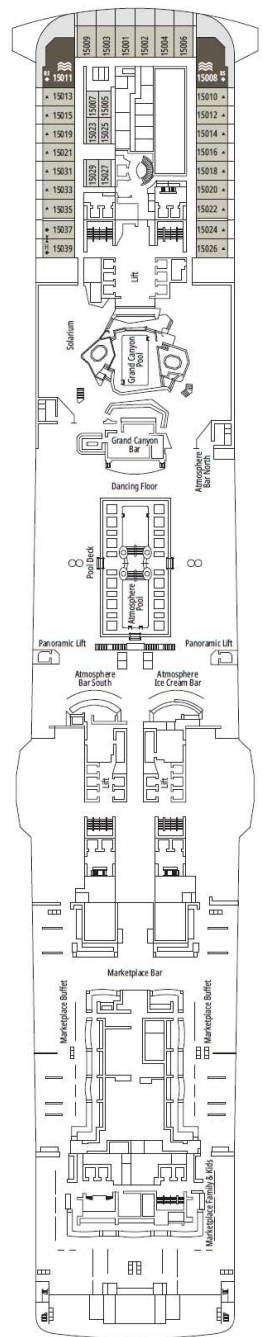 15009
15003
15001
15002
15004
15006
15011
15008
15013
15007
15005
15010
15015
15012
15019
15023
15025
15014
15021
15016
15031
15029
15027
15018
15033
15020
15035
15022
15037
15024
15039
15026
Lift
Solarium
Grand Canyon
Pool
Grand Canyon
Bar
Atmosphere
Bar North
Dancing Floor
Pool Deck
Atmosphere
Pool
Panoramic Lift
Panoramic Lift
Atmosphere
Bar South
Atmosphere
Ice Cream Bar
Lift
Lift
Marketplace Bar
Marketplace Buffet
Marketplace Buffet
Marketplace Family & Kids